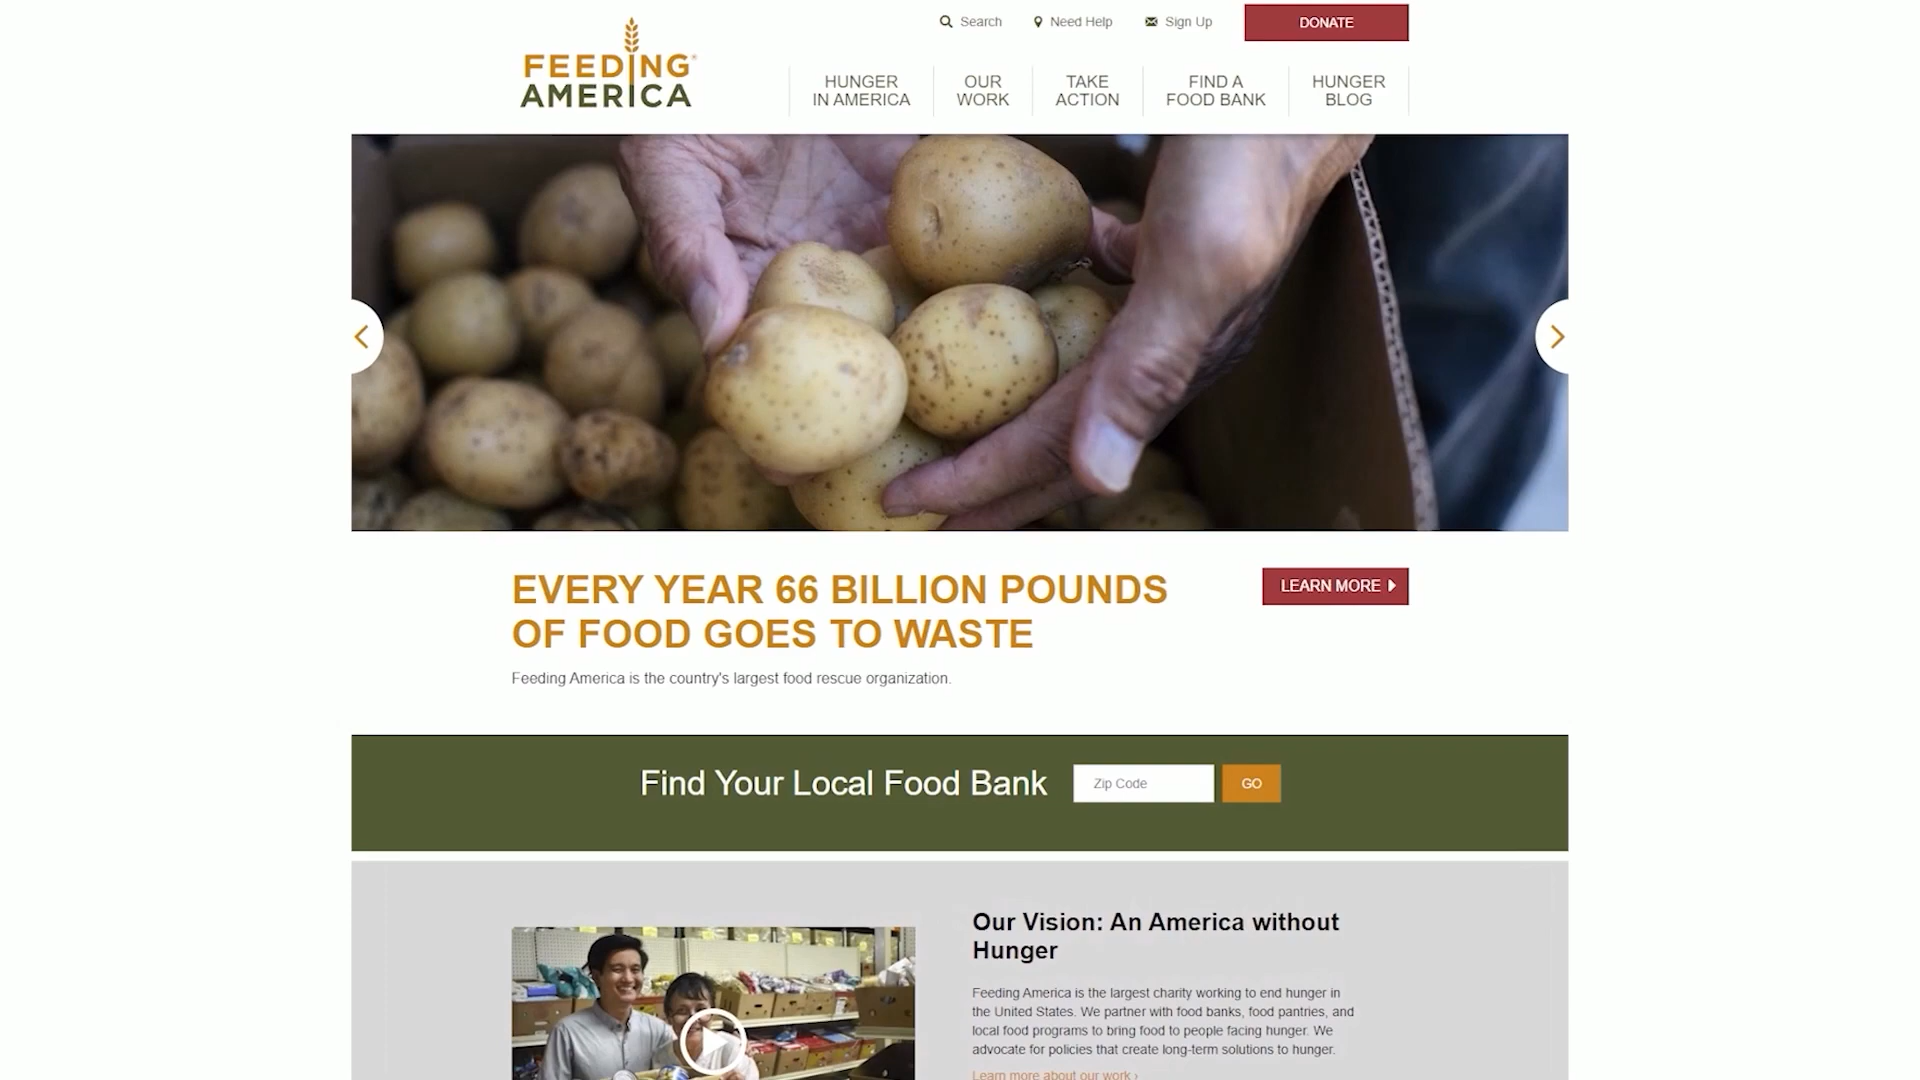 Search
Need Help
Sign Up
DONATE
FEEDING
AMERICA
HUNGER
IN AMERICA
OUR
WORK
TAKE
ACTION
FIND A
FOOD BANK
HUNGER
BLOG
EVERY YEAR 66 BILLION POUNDS
OF FOOD GOES TO WASTE
LEARN MORE
Feeding America is the country's largest food rescue organization.
Find Your Local Food Bank
Zip Code
GO
Our Vision: An America without
Hunger
Feeding America is the largest charity working to end hunger in
the United States. We partner with food banks, food pantries, and
local food programs to bring food to people facing hunger. We
advocate for policies that create long-term solutions to hunger.
Learn more about our work ›